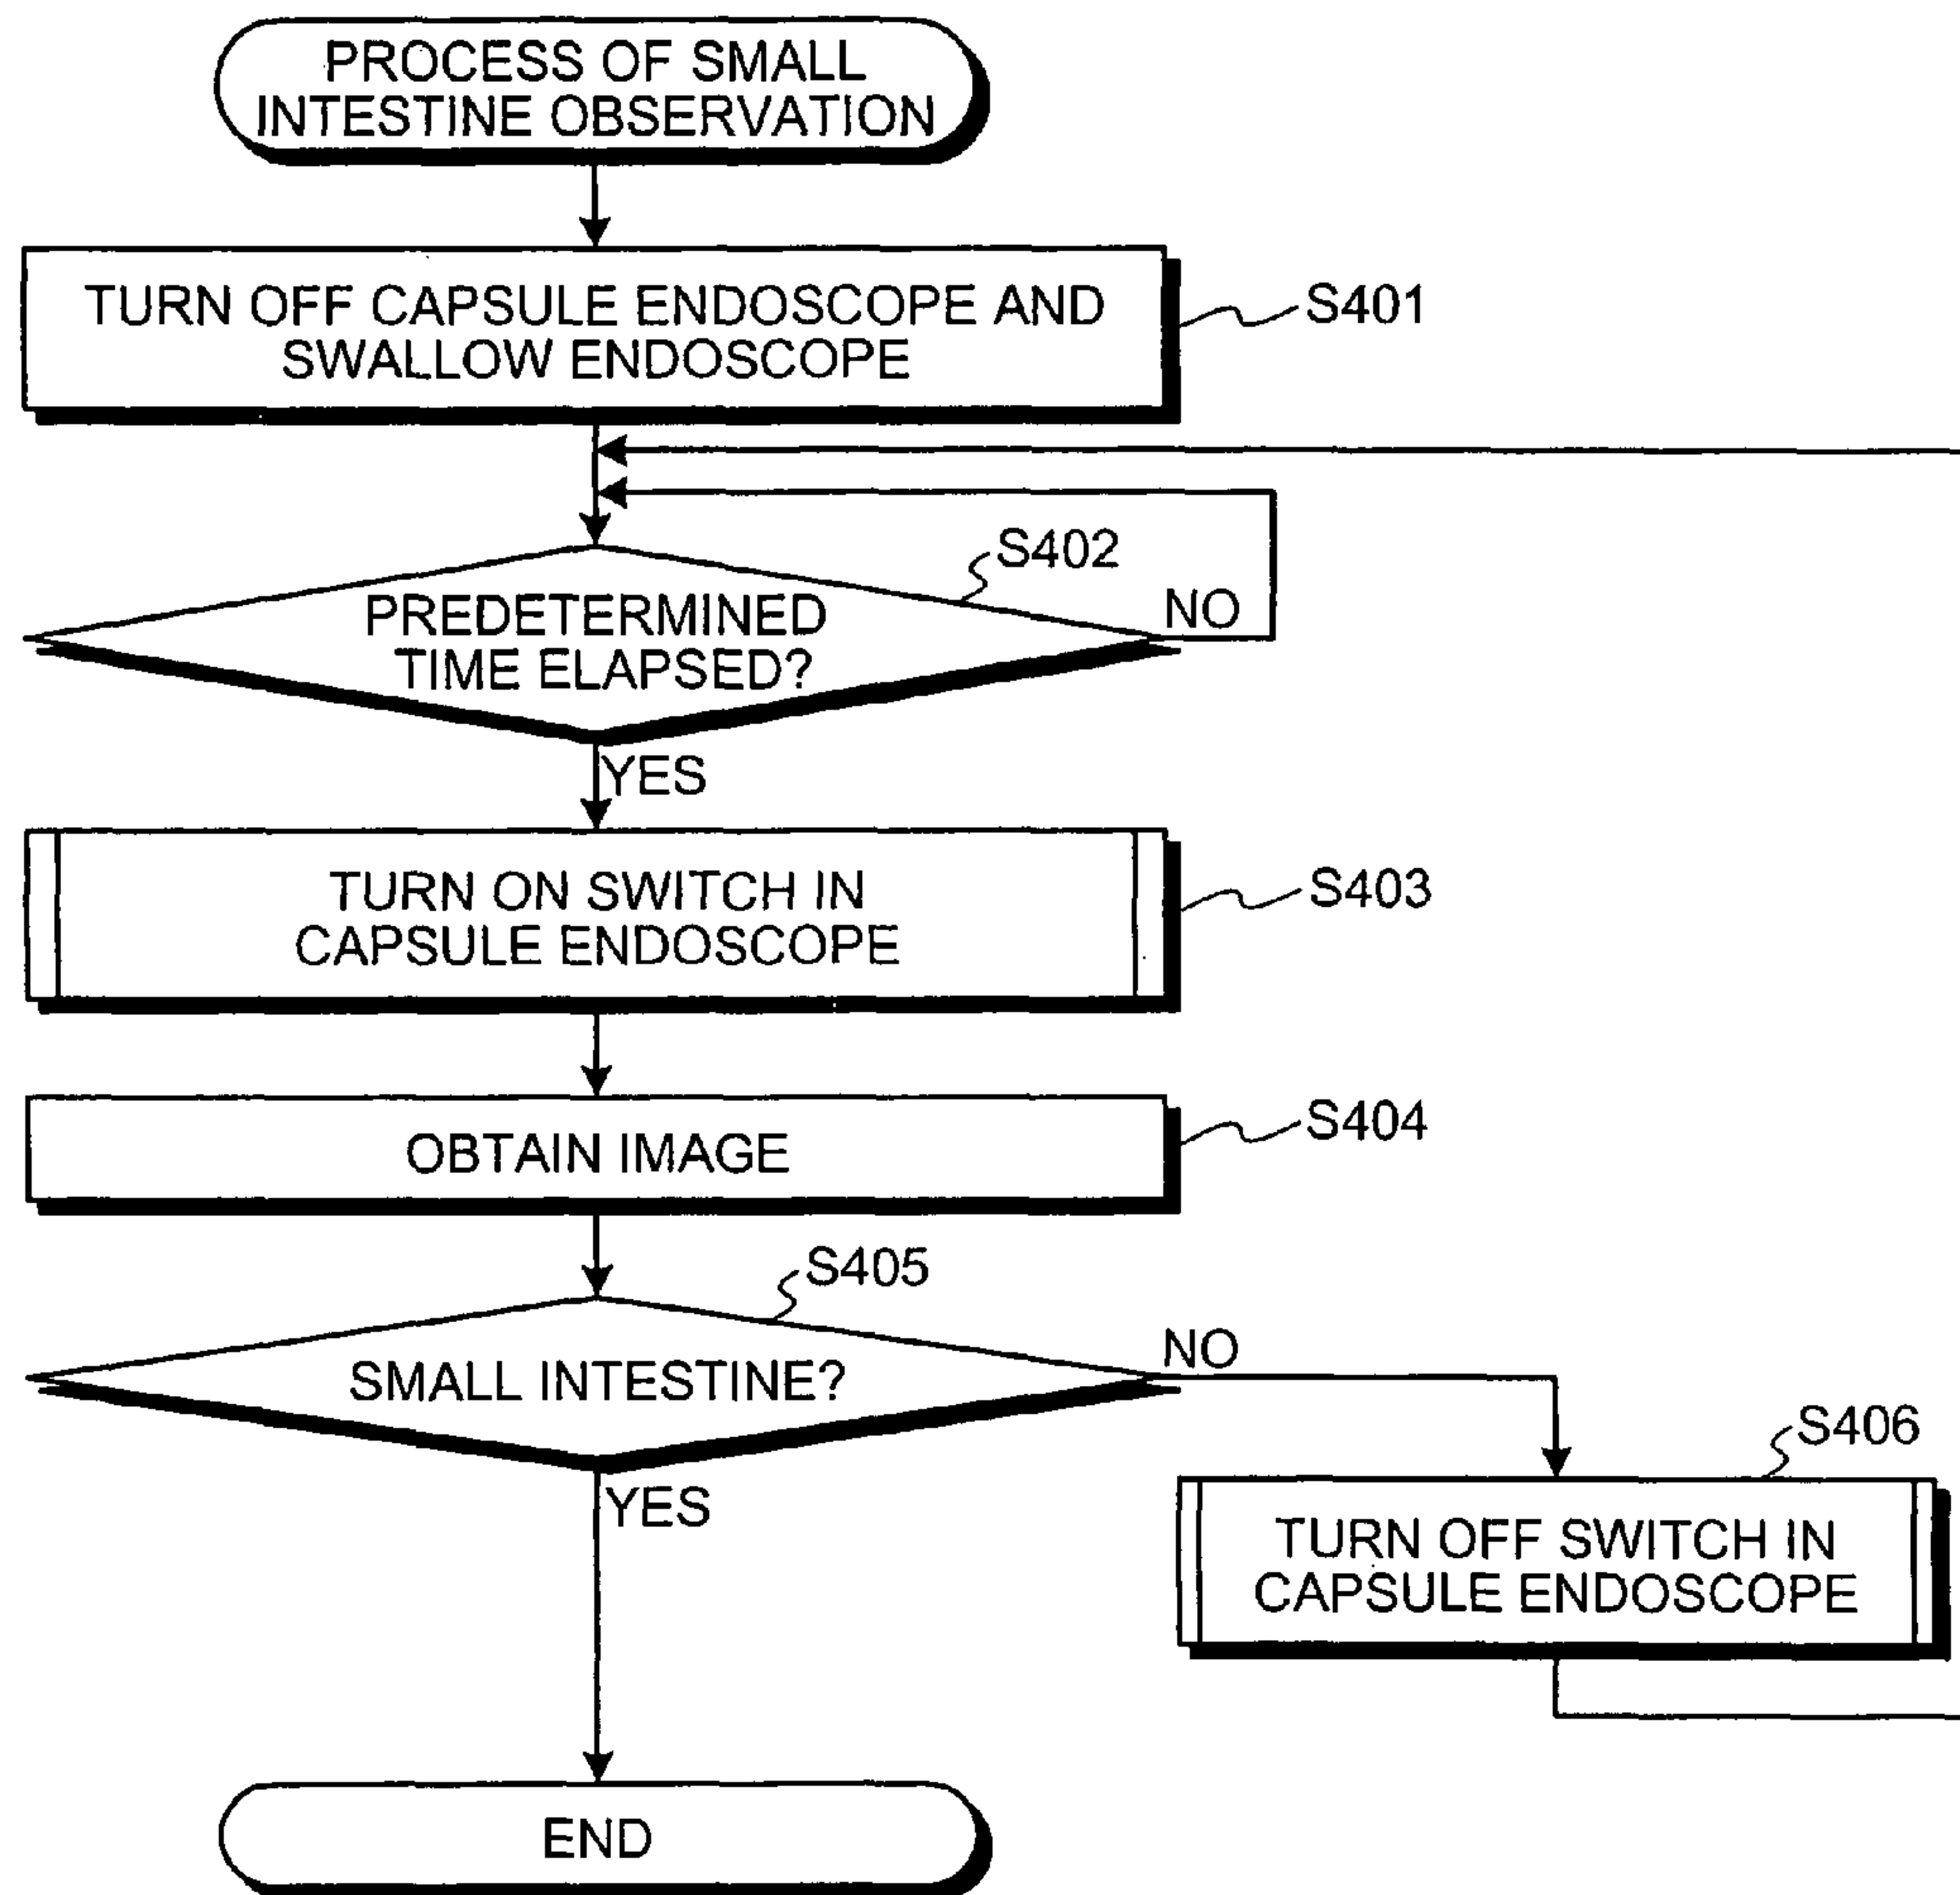 PROCESS OF SMALL
INTESTINE OBSERVATION
TURN OFF CAPSULE ENDOSCOPE AND
SWALLOW ENDOSCOPE
S401
S402
PREDETERMINED
TIME ELAPSED?
NO
YES
TURN ON SWITCH IN
CAPSULE ENDOSCOPE
S403
OBTAIN IMAGE
S404
S405
SMALL INTESTINE?
NO
YES
S406
TURN OFF SWITCH IN
CAPSULE ENDOSCOPE
END